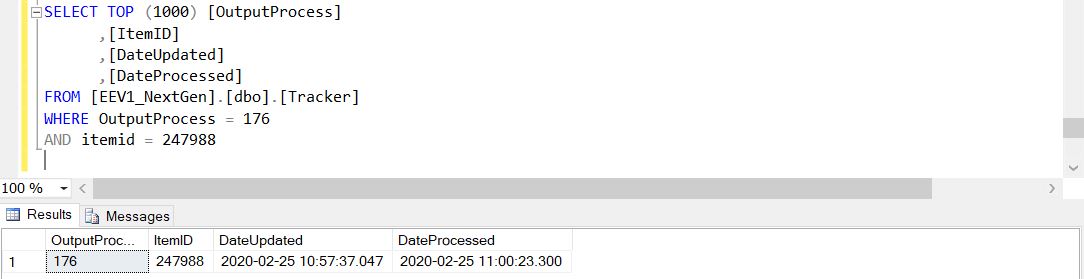 SELECT TOP (1000) [OutputProcess]
,[ItemID]
,[DateUpdated]
,[DateProcessed]
FROM [EEV1_NextGen].[dbo].[Tracker]
WHERE OutputProcess = 176
AND itemid = 247988
100 %
Results Messages
OutputProc... ItemID DateUpdated DateProcessed
1 176 247988 2020-02-25 10:57:37.047 2020-02-25 11:00:23.300